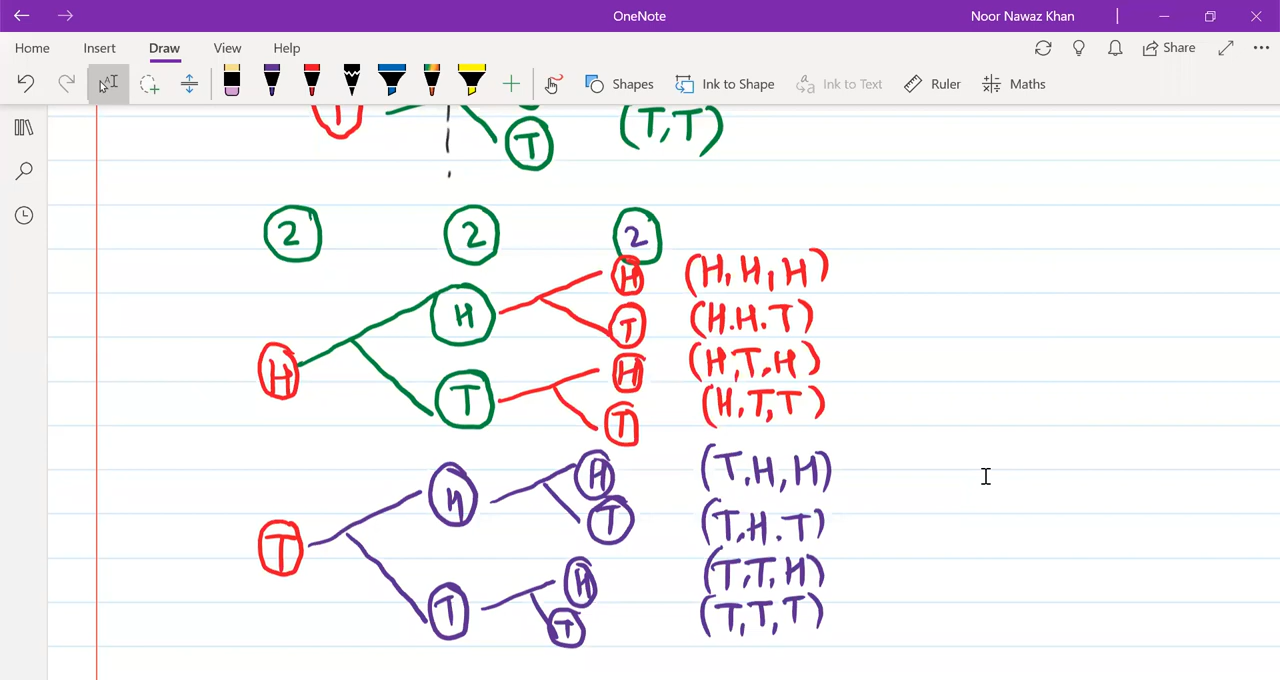 OneNote
Noor Nawaz Khan
Home Insert Draw View Help
Share
Shapes Ink to Shape Ink to Text Ruler Maths
T (T,T)
2 2 2
H (H,H,H)
H T (H.H.T)
H H (H,T,H)
T T (H,T,T)
H H (T,H,H)
T (T,H.T)
T H (T,T,H)
T T (T,T,T)